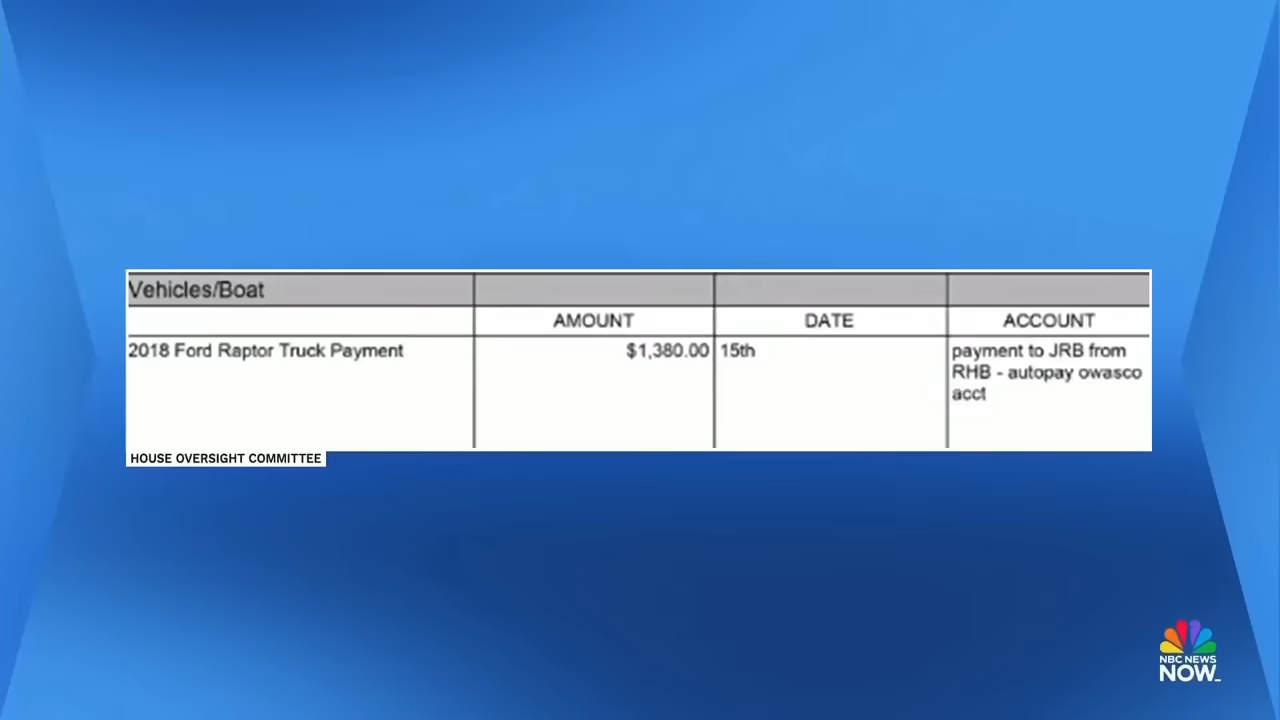 Vehicles/Boat
AMOUNT DATE ACCOUNT
2018 Ford Raptor Truck Payment $1,380.00 15th payment to JRB from
RHB - autopay owasco
acct
HOUSE OVERSIGHT COMMITTEE
NBC NEWS
NOW